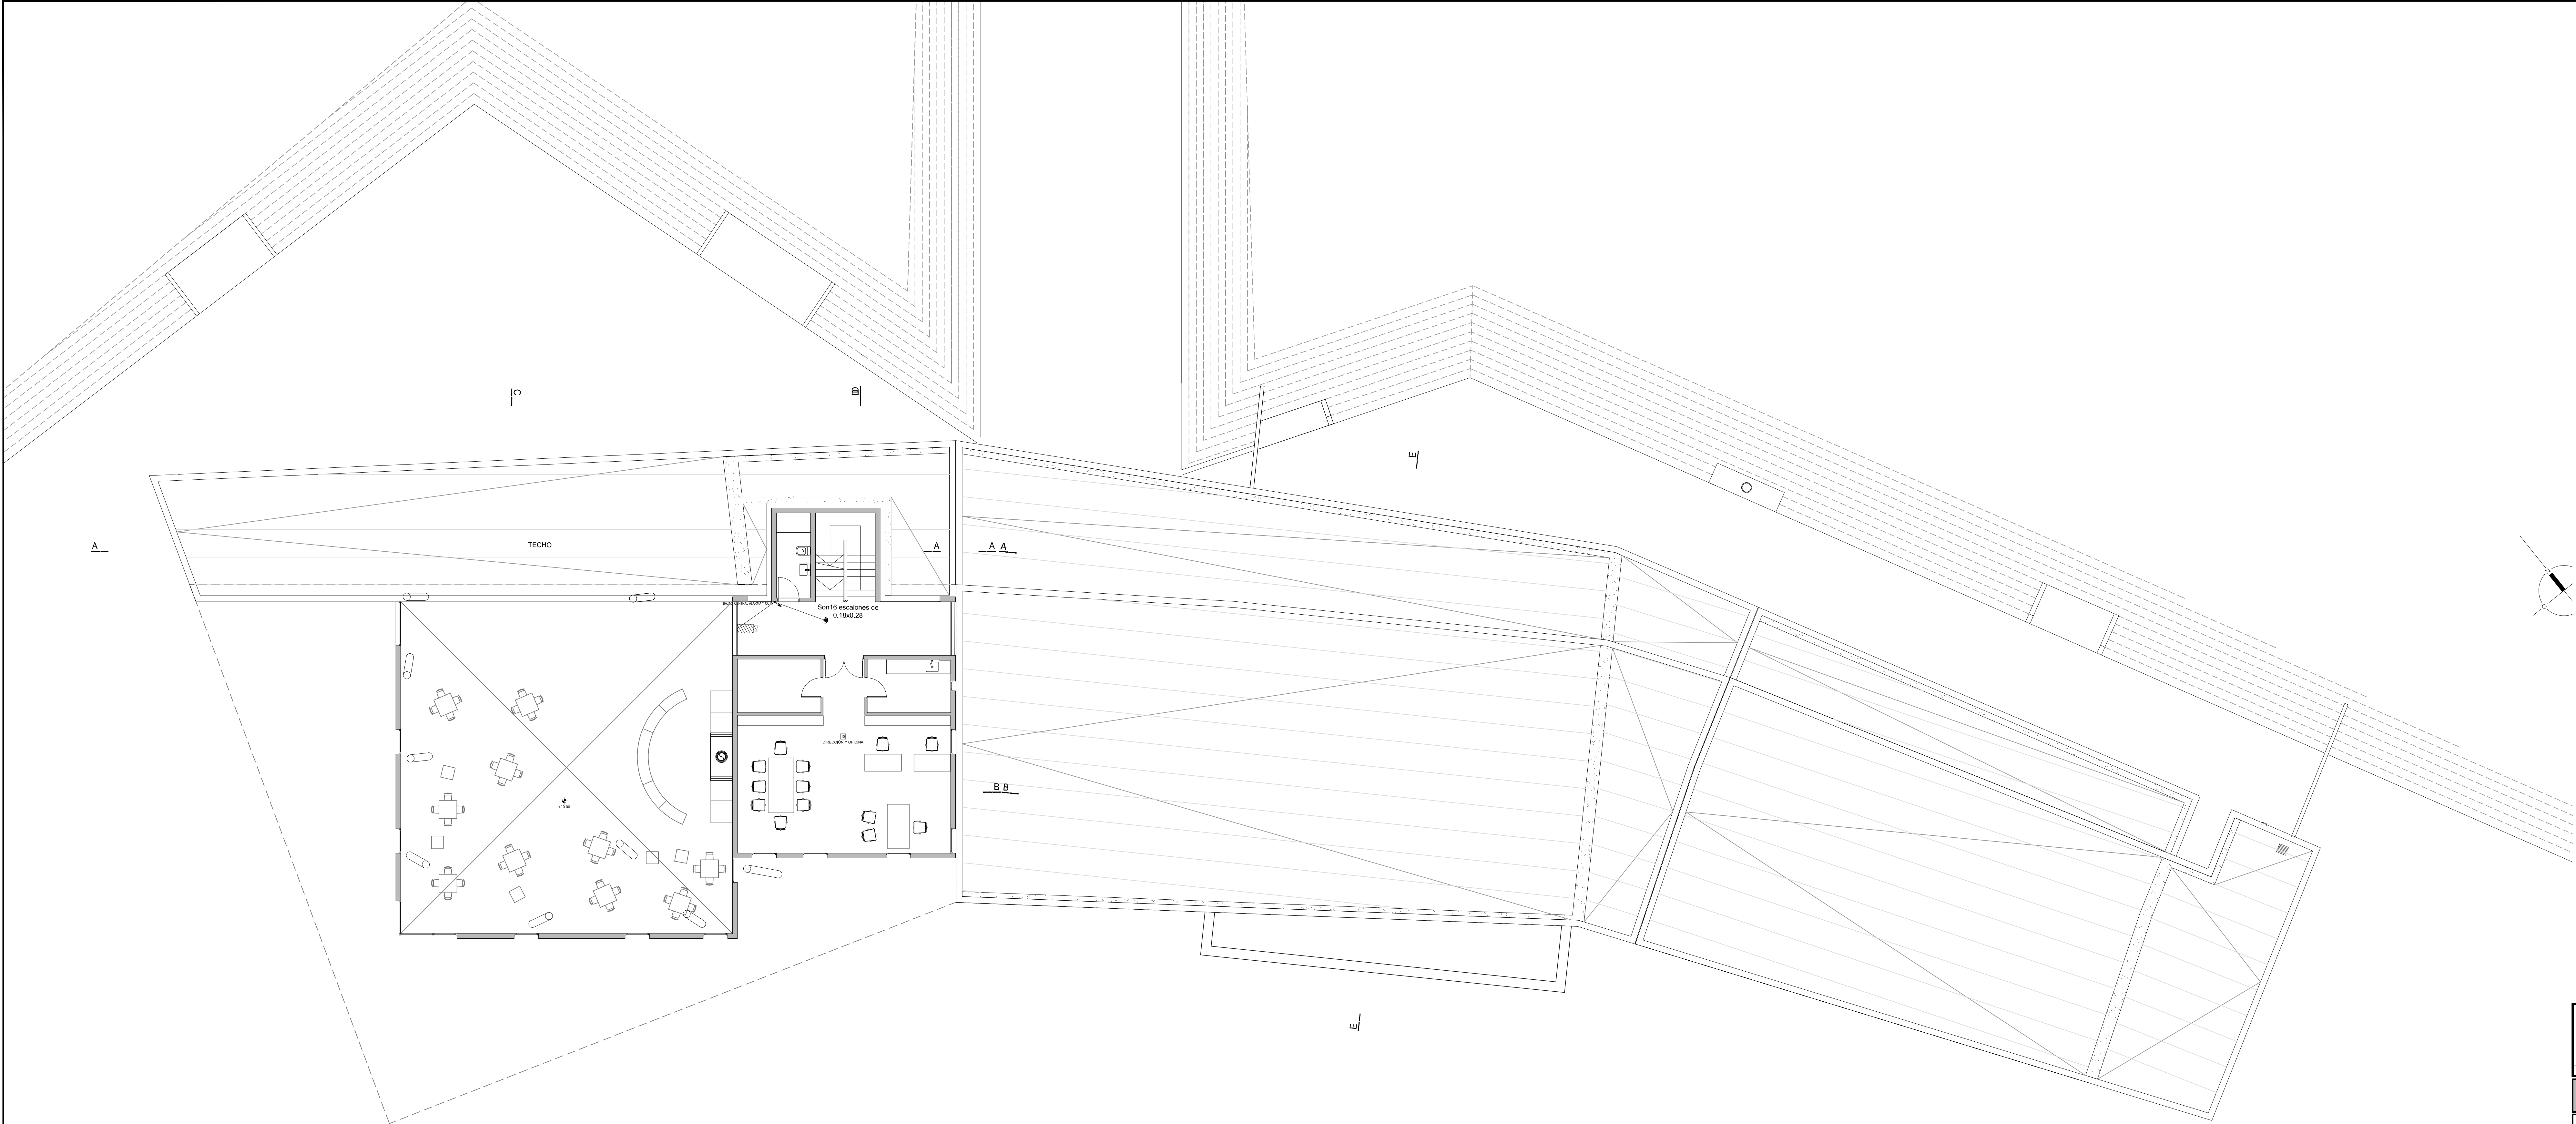 C
E
TECHO
A
A
A
A
Son16 escalones de
0,18x0.28
N
DIRECCIÓN Y OFICINA
B
B
E